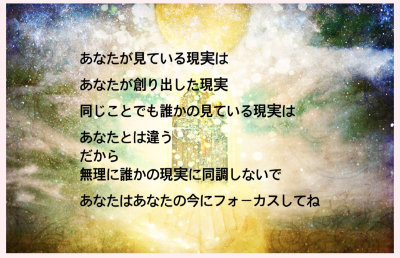 あなたが見ている現実は
あなたが創り出した現実
同じことでも誰かの見ている現実は
あなたとは違う
だから
無理に誰かの現実に同調しないで
あなたはあなたの今にフォーカスしてね